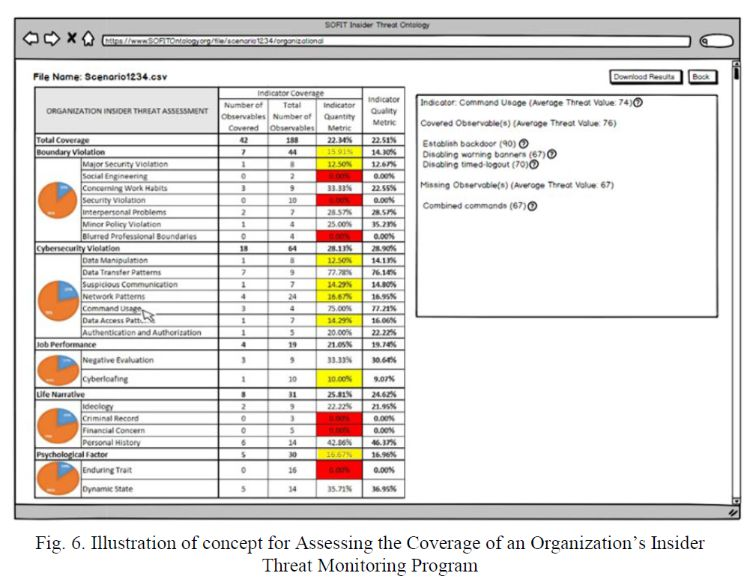 SOFIT Insider Threat Ontology
https://www.SOFITOntology.org/file/scenario1234/organizational
File Name: Scenario1234.csv
Download Results Back
ORGANIZATION INSIDER THREAT ASSESSMENT Indicator Coverage Indicator Quality Metric
Number of Observables Covered Total Number of Observables Indicator Quantity Metric
Total Coverage 42 188 22.34% 22.51%
Boundary Violation 7 44 15.91% 14.30%
Major Security Violation 1 8 12.50% 12.67%
Social Engineering 0 2 0.00% 0.00%
Concerning Work Habits 3 9 33.33% 22.55%
Security Violation 0 10 0.00% 0.00%
Interpersonal Problems 2 7 28.57% 28.57%
Minor Policy Violation 1 4 25.00% 35.23%
Blurred Professional Boundaries 0 4 0.00% 0.00%
Cybersecurity Violation 18 64 28.13% 28.90%
Data Manipulation 1 8 12.50% 14.13%
Data Transfer Patterns 7 9 77.78% 76.14%
Suspicious Communication 1 7 14.29% 14.80%
Network Patterns 4 24 16.67% 16.95%
Command Usage 3 4 75.00% 77.21%
Data Access 1 7 14.29% 16.06%
Authentication and Authorization 1 5 20.00% 22.22%
Job Performance 4 19 21.05% 19.74%
Negative Evaluation 3 9 33.33% 30.64%
Cyberloafing 1 10 10.00% 9.07%
Life Narrative 8 31 25.81% 24.62%
Ideology 2 9 22.22% 21.95%
Criminal Record 0 3 0.00% 0.00%
Financial Concern 0 5 0.00% 0.00%
Personal History 6 14 42.86% 46.37%
Psychological Factor 5 30 16.67% 16.96%
Enduring Trait 0 16 0.00% 0.00%
Dynamic State 5 14 35.71% 36.95%
Indicator: Command Usage (Average Threat Value: 74)?
Covered Observable(s) (Average Threat Value: 76)
Establish backdoor (90) ?
Disabling warning banners (67)?
Disabling timed-logout (70)?
Missing Observable(s) (Average Threat Value: 67)
Combined commands (67)?
Fig. 6. Illustration of concept for Assessing the Coverage of an Organization's Insider
Threat Monitoring Program